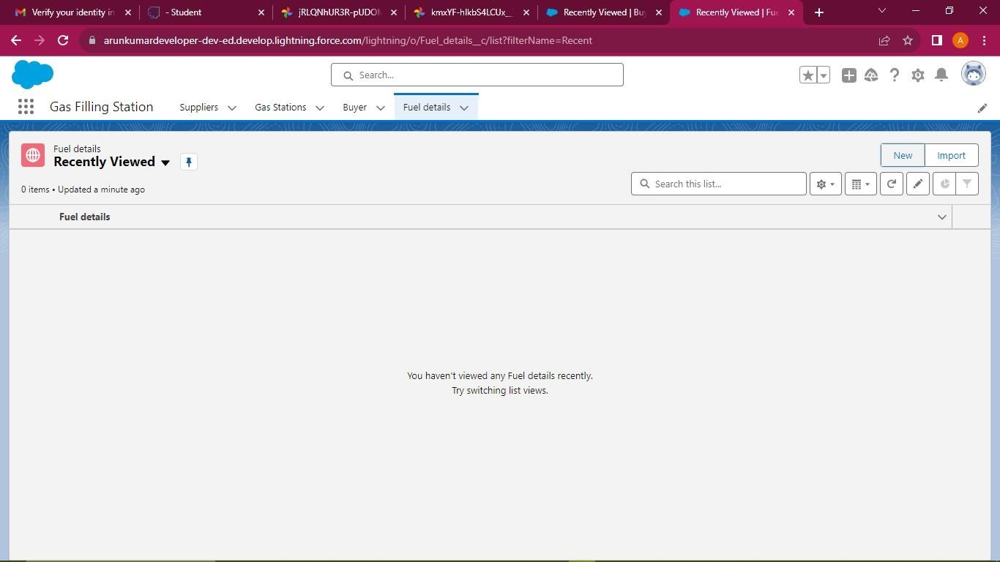 Verify your identity in
- Student
jRLQNhUR3R-pUDOM
kmxYF-hIkbS4LCUx_
Recently Viewed | Bu
Recently Viewed | Fue
arunkumardeveloper-dev-ed.develop.lightning.force.com/lightning/o/Fuel_details__c/list?filterName=Recent
A
Search...
Gas Filling Station
Suppliers
Gas Stations
Buyer
Fuel details
Fuel details
Recently Viewed
New
Import
0 items • Updated a minute ago
Search this list...
Fuel details
You haven't viewed any Fuel details recently.
Try switching list views.